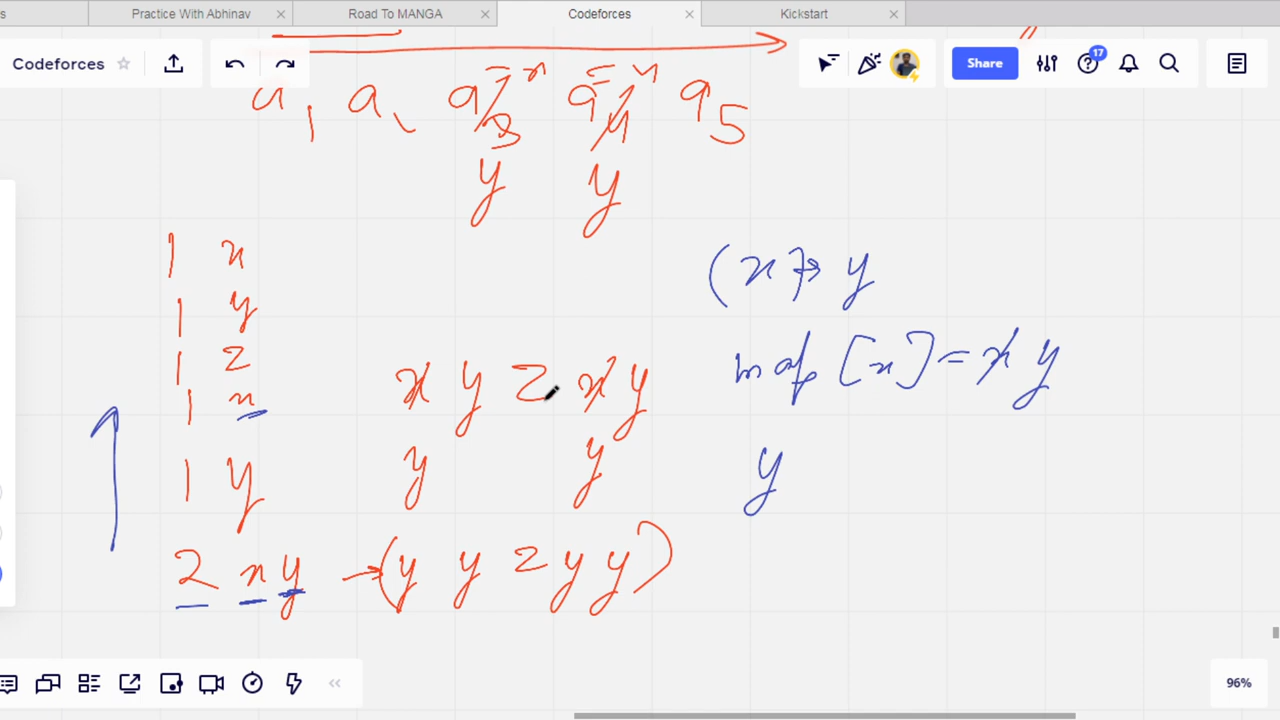 s Practice With Abhinav Road To MANGA Codeforces Kickstart
Codeforces Share 17
a1 a2 a3 a4 a5
y y
1 x
1 y
1 z
1 x
1 y
2 x y → (y y z y y)
x y z x y
y y
(x) → y
map [x] = x y
y
96%